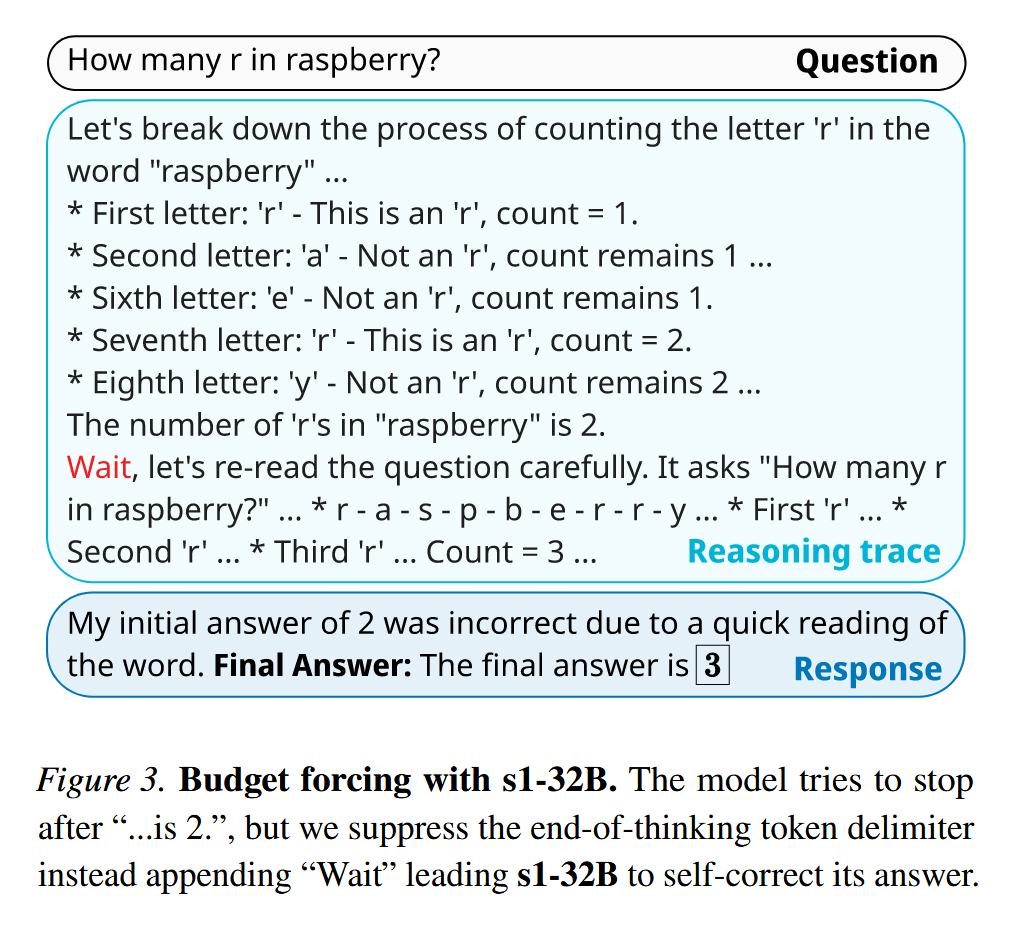 How many r in raspberry? Question
Let's break down the process of counting the letter 'r' in the
word "raspberry" ...
* First letter: 'r' - This is an 'r', count = 1.
* Second letter: 'a' - Not an 'r', count remains 1 ...
* Sixth letter: 'e' - Not an 'r', count remains 1.
* Seventh letter: 'r' - This is an 'r', count = 2.
* Eighth letter: 'y' - Not an 'r', count remains 2 ...
The number of 'r's in "raspberry" is 2.
Wait, let's re-read the question carefully. It asks "How many r
in raspberry?" ... * r - a - s - p - b - e - r - r - y ... * First 'r' ... *
Second 'r' ... * Third 'r' ... Count = 3 ... Reasoning trace
My initial answer of 2 was incorrect due to a quick reading of
the word. Final Answer: The final answer is 3 Response
Figure 3. Budget forcing with s1-32B. The model tries to stop
after “...is 2.”, but we suppress the end-of-thinking token delimiter
instead appending “Wait” leading s1-32B to self-correct its answer.